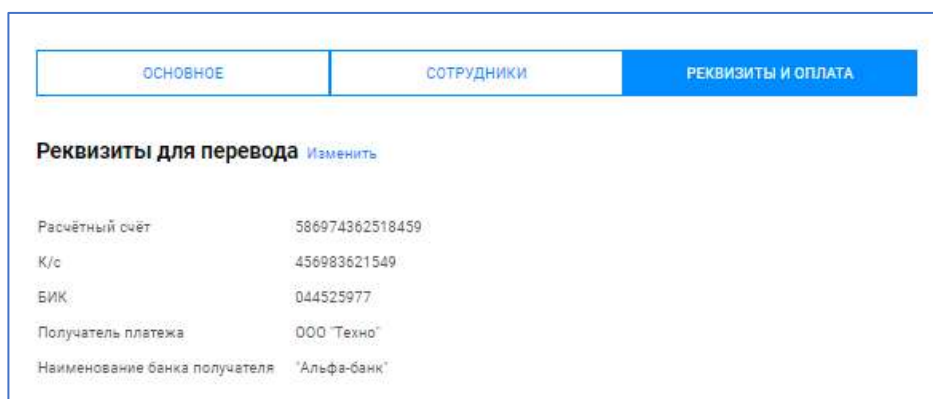 ОСНОВНОЕ СОТРУДНИКИ РЕКВИЗИТЫ И ОПЛАТА
Реквизиты для перевода Изменить
Расчётный счёт 586974362518459
К/с 456983621549
БИК 044525977
Получатель платежа ООО "Техно"
Наименование банка получателя "Альфа-банк"